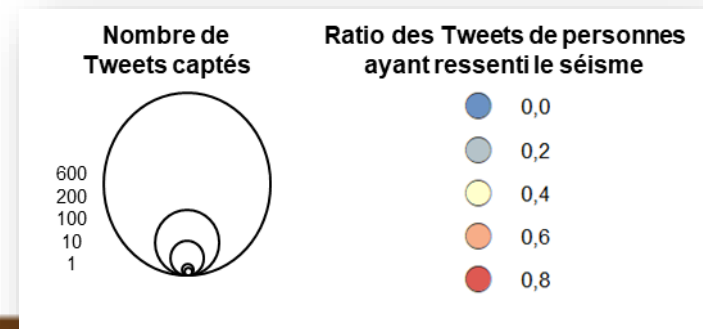 Nombre de
Tweets captés
600
200
100
10
1
Ratio des Tweets de personnes
ayant ressenti le séisme
0,0
0,2
0,4
0,6
0,8